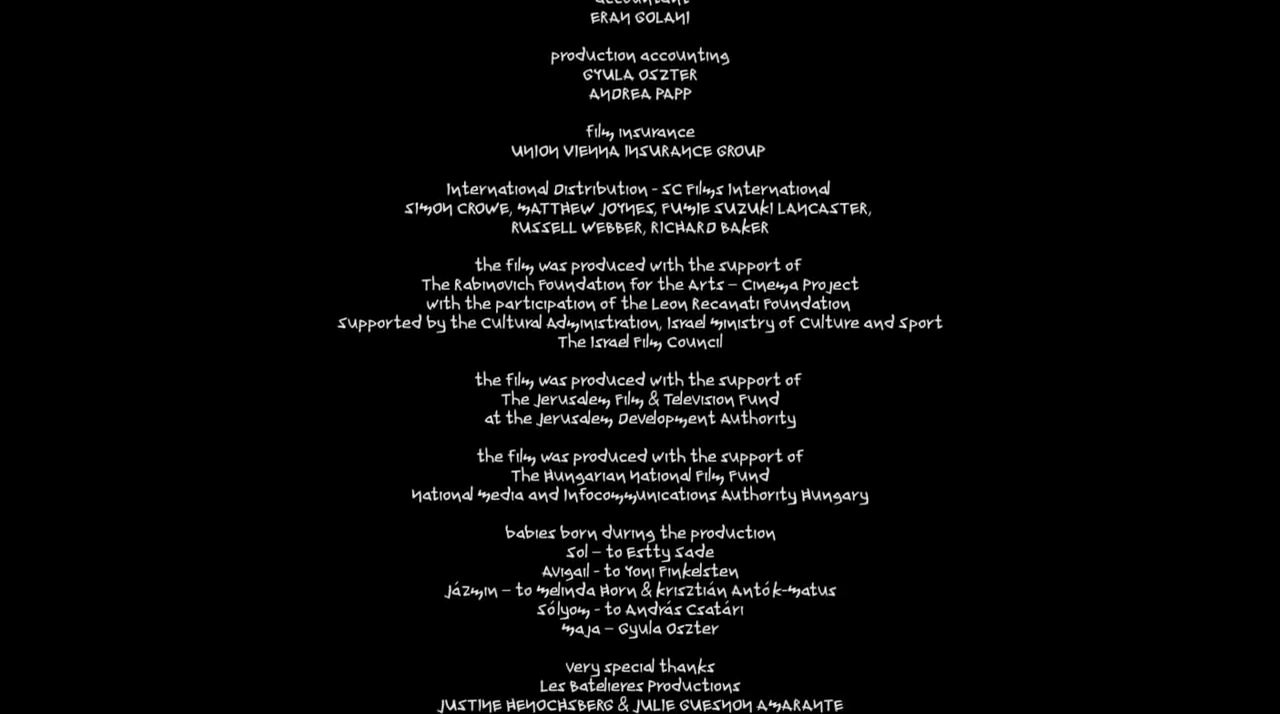 accountant
ERAN GOLANI
production accounting
GYULA OSZTER
ANDREA PAPP
film insurance
UNION VIENNA INSURANCE GROUP
International Distribution - SC Films International
SIMON CROWE, MATTHEW JOYNES, FUMIE SUZUKI LANCASTER,
RUSSELL WEBBER, RICHARD BAKER
the film was produced with the support of
The Rabinovich Foundation for the Arts – Cinema Project
with the participation of the Leon Recanati Foundation
Supported by the Cultural Administration, Israel Ministry of Culture and Sport
The Israel Film Council
the film was produced with the support of
The Jerusalem Film & Television Fund
at the Jerusalem Development Authority
the film was produced with the support of
The Hungarian National Film Fund
National Media and Infocommunications Authority Hungary
babies born during the production
Sol – to Estty Sade
Avigail - to Yoni Finkelsten
Jázmin – to Melinda Horn & Krisztián Antók-Matus
Sólyom - to András Csatári
Maja – Gyula Oszter
very special thanks
Les Batelieres Productions
JUSTINE HENOCHSBERG & JULIE GUESNON AMARANTE